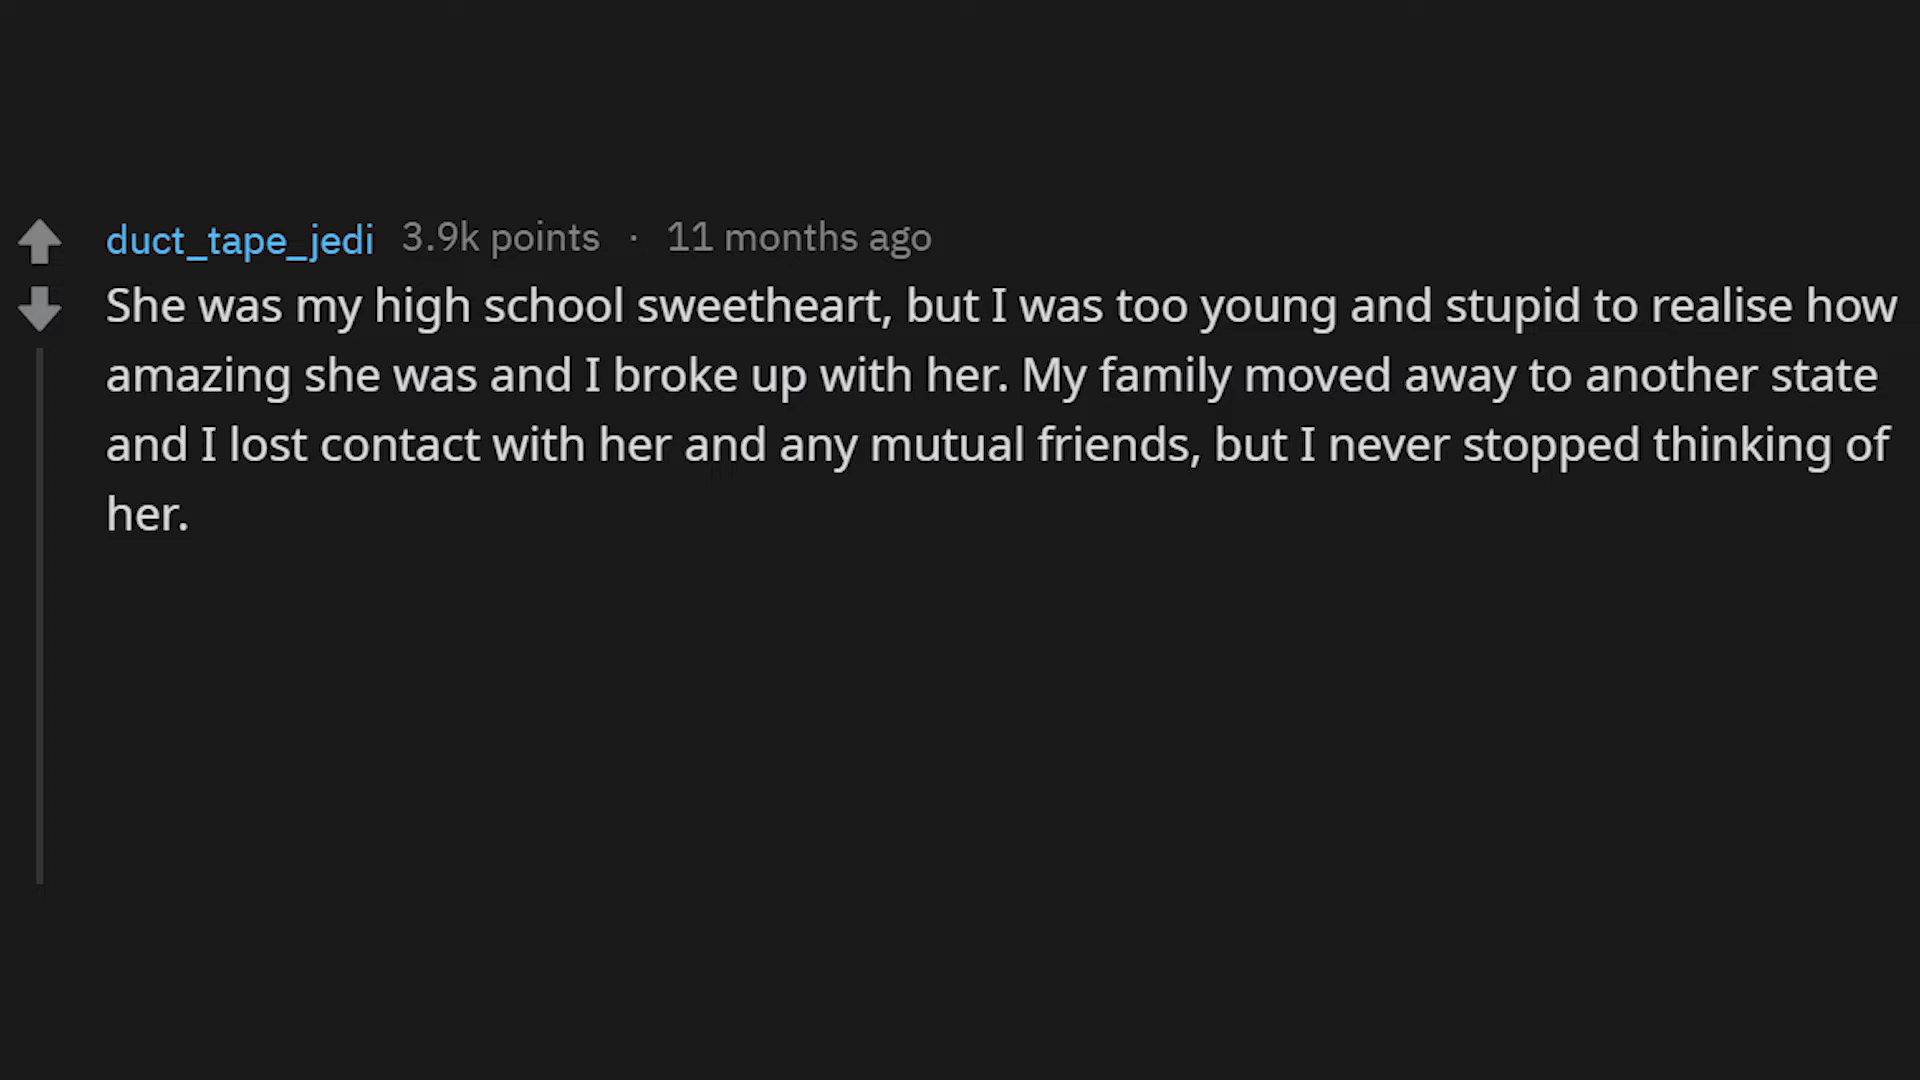 duct_tape_jedi 3.9k points · 11 months ago
She was my high school sweetheart, but I was too young and stupid to realise how
amazing she was and I broke up with her. My family moved away to another state
and I lost contact with her and any mutual friends, but I never stopped thinking of
her.